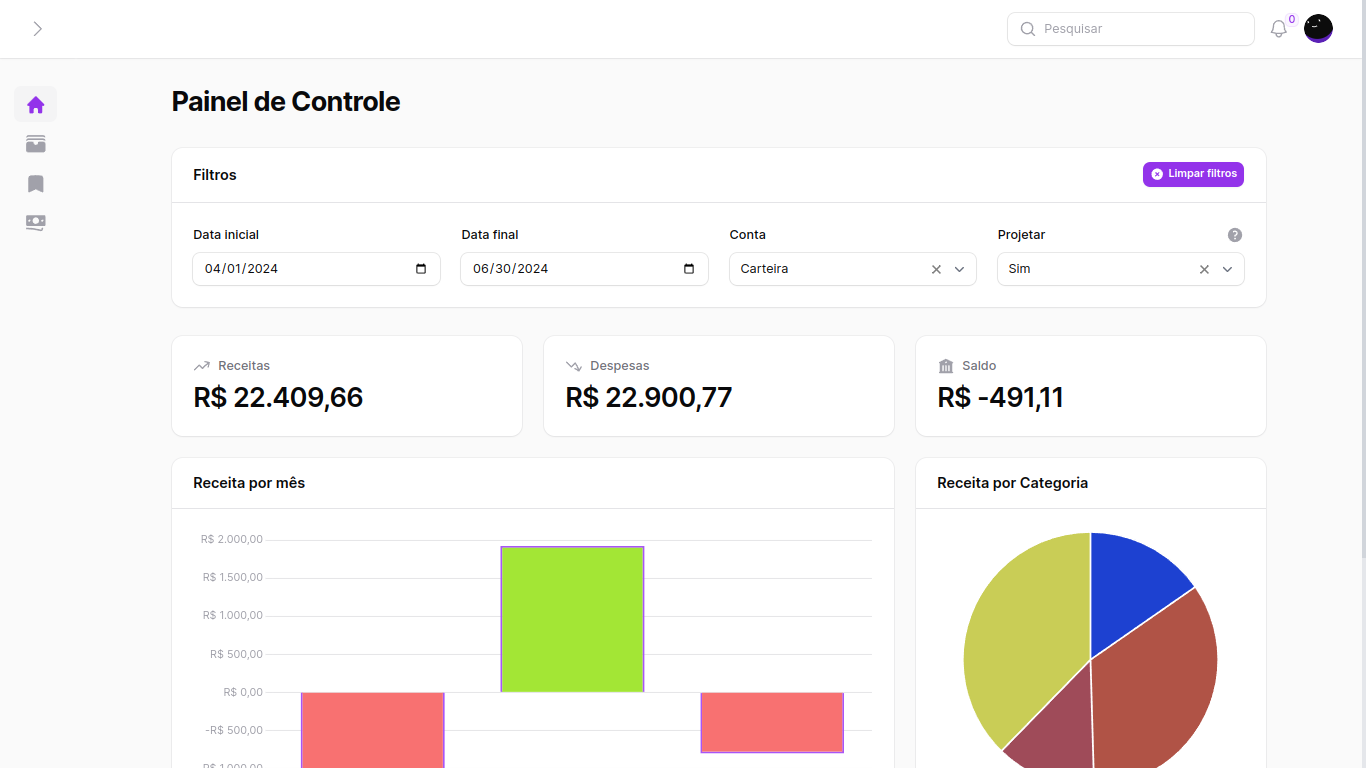 Pesquisar
0
Painel de Controle
Filtros
Limpar filtros
Data inicial
Data final
Conta
Projetar
04/01/2024
06/30/2024
Carteira
Sim
Receitas
Despesas
Saldo
R$ 22.409,66
R$ 22.900,77
R$ -491,11
Receita por mês
Receita por Categoria
R$ 2.000,00
R$ 1.500,00
R$ 1.000,00
R$ 500,00
R$ 0,00
-R$ 500,00
-R$ 1.000,00